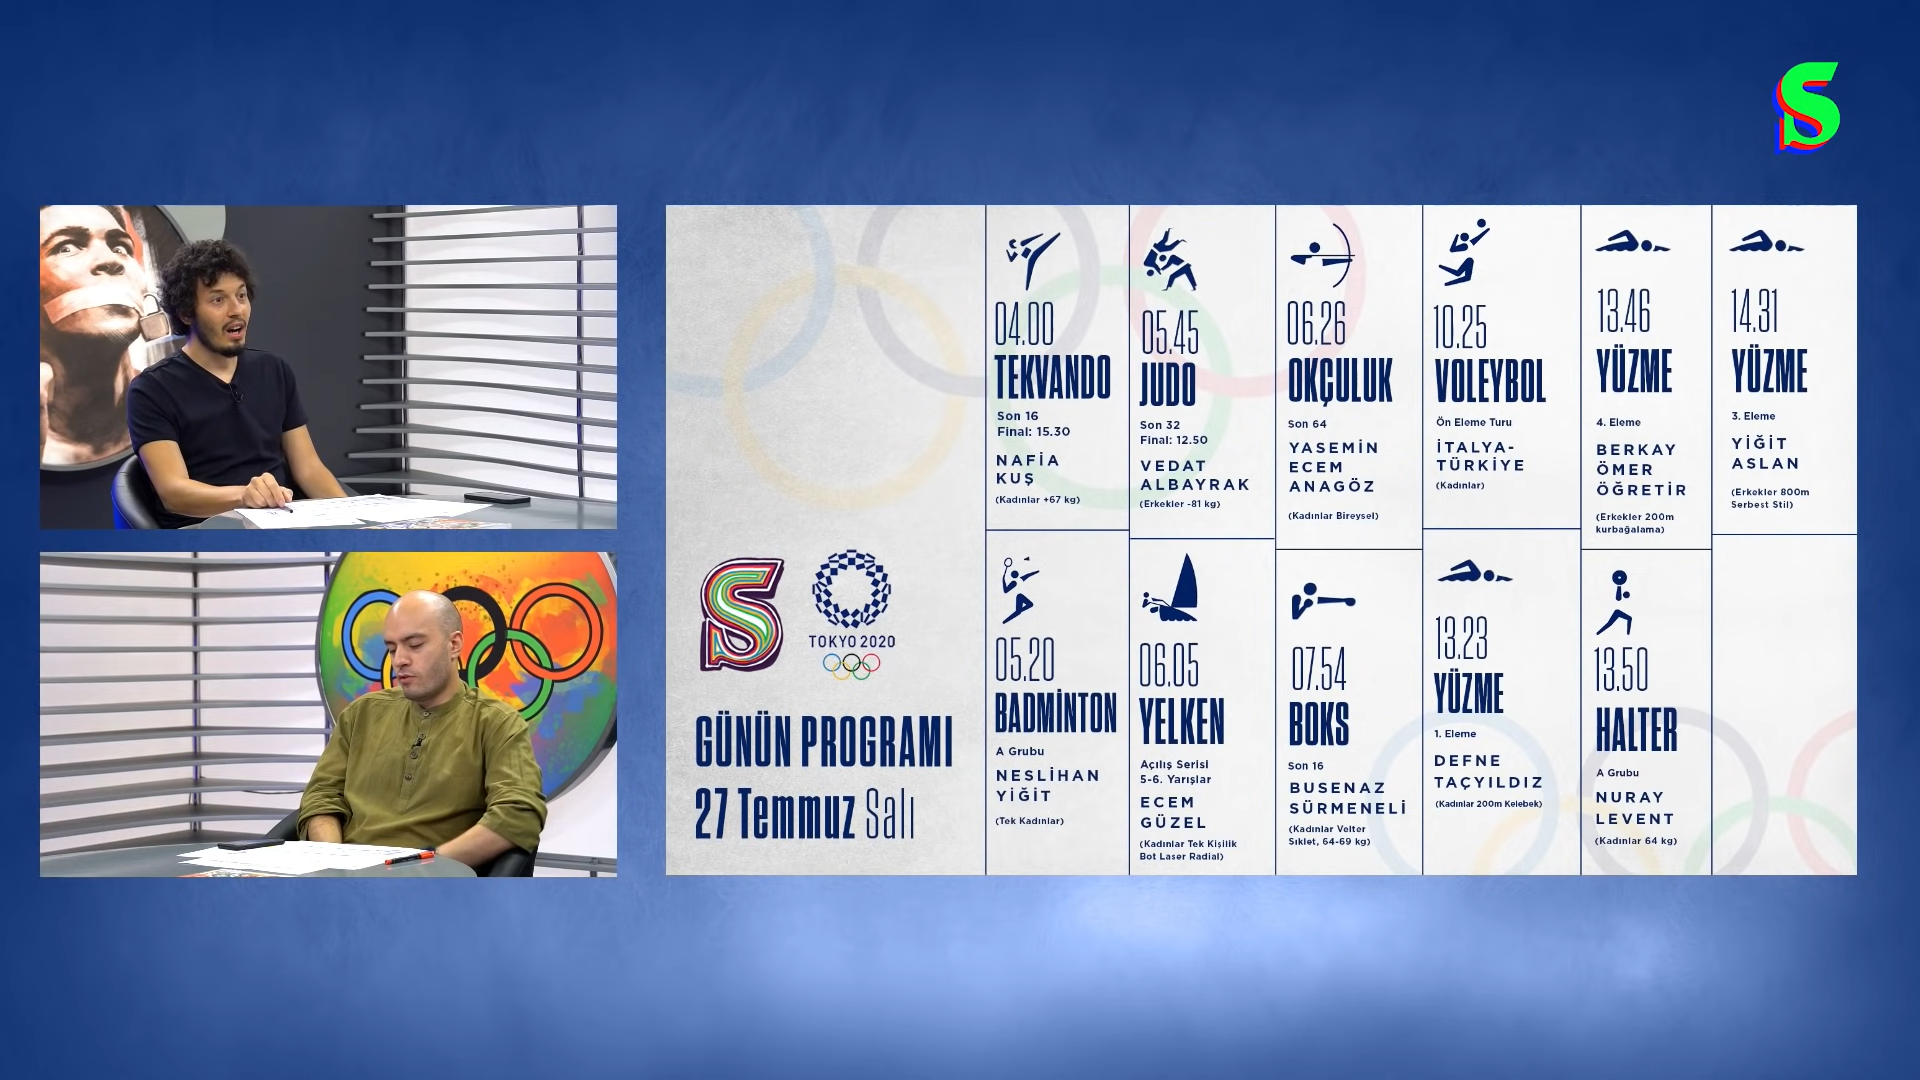 S
TOKYO 2020
GÜNÜN PROGRAMI
27 Temmuz Salı
04.00
TEKVANDO
Son 16
Final: 15.30
NAFİA
KUŞ
(Kadınlar +67 kg)
05.20
BADMİNTON
A Grubu
NESLİHAN
YİĞİT
(Tek Kadınlar)
05.45
JUDO
Son 32
Final: 12.50
VEDAT
ALBAYRAK
(Erkekler -81 kg)
06.05
YELKEN
Açılış Serisi
5-6. Yarışlar
ECEM
GÜZEL
(Kadınlar Tek Kişilik
Bot Laser Radial)
06.26
OKÇULUK
Son 64
YASEMİN
ECEM
ANAGÖZ
(Kadınlar Bireysel)
07.54
BOKS
Son 16
BUSENAZ
SÜRMENELİ
(Kadınlar Velter
Sıklet, 64-69 kg)
10.25
VOLEYBOL
Ön Eleme Turu
İTALYA-
TÜRKİYE
(Kadınlar)
13.23
YÜZME
1. Eleme
DEFNE
TAÇYILDIZ
(Kadınlar 200m Kelebek)
13.46
YÜZME
4. Eleme
BERKAY
ÖMER
ÖĞRETİR
(Erkekler 200m
kurbağalama)
13.50
HALTER
A Grubu
NURAY
LEVENT
(Kadınlar 64 kg)
14.31
YÜZME
3. Eleme
YİĞİT
ASLAN
(Erkekler 800m
Serbest Stil)
S